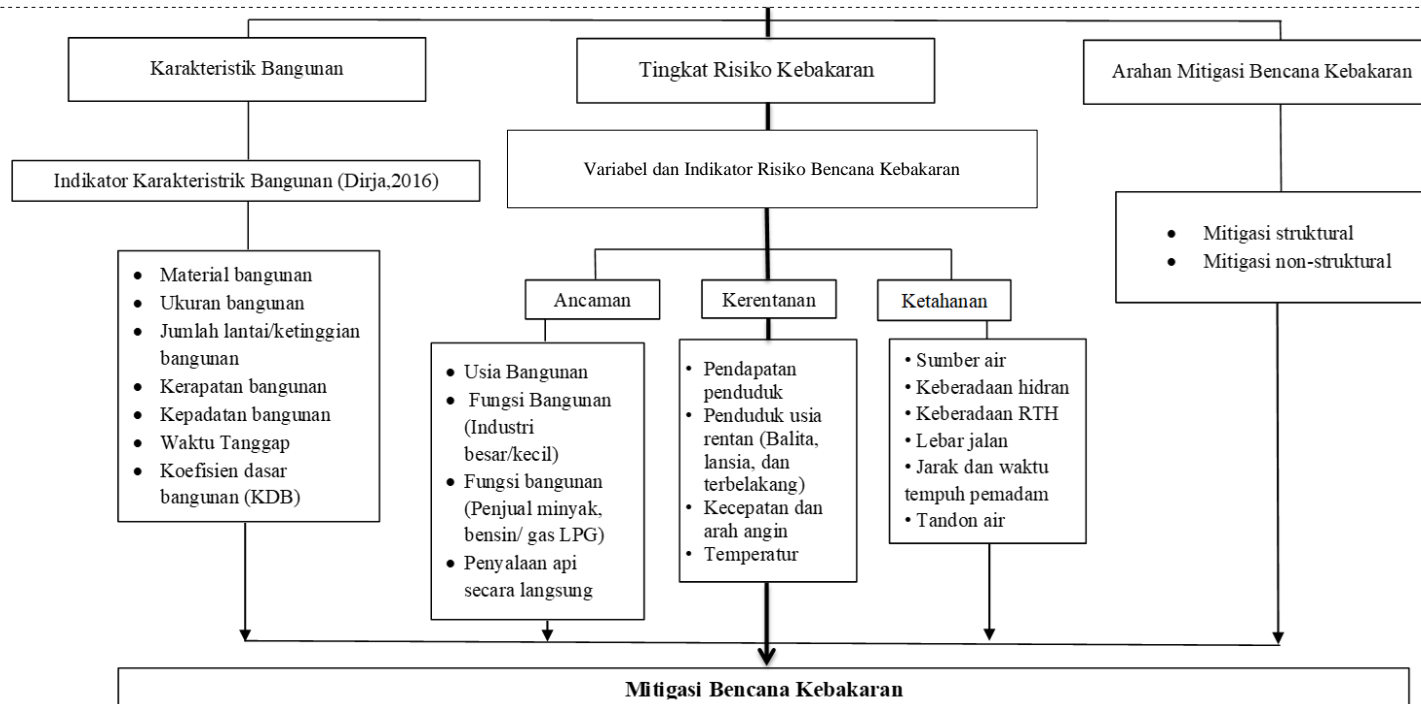 Karakteristik Bangunan
Tingkat Risiko Kebakaran
Arahan Mitigasi Bencana Kebakaran
Indikator Karakteristrik Bangunan (Dirja,2016)
Variabel dan Indikator Risiko Bencana Kebakaran
• Mitigasi struktural
• Mitigasi non-struktural
• Material bangunan
• Ukuran bangunan
• Jumlah lantai/ketinggian
bangunan
• Kerapatan bangunan
• Kepadatan bangunan
• Waktu Tanggap
• Koefisien dasar
bangunan (KDB)
Ancaman
Kerentanan
Ketahanan
• Usia Bangunan
• Fungsi Bangunan
(Industri
besar/kecil)
• Fungsi bangunan
(Penjual minyak,
bensin/ gas LPG)
• Penyalaan api
secara langsung
• Pendapatan
penduduk
• Penduduk usia
rentan (Balita,
lansia, dan
terbelakang)
• Kecepatan dan
arah angin
• Temperatur
• Sumber air
• Keberadaan hidran
• Keberadaan RTH
• Lebar jalan
• Jarak dan waktu
tempuh pemadam
• Tandon air
Mitigasi Bencana Kebakaran